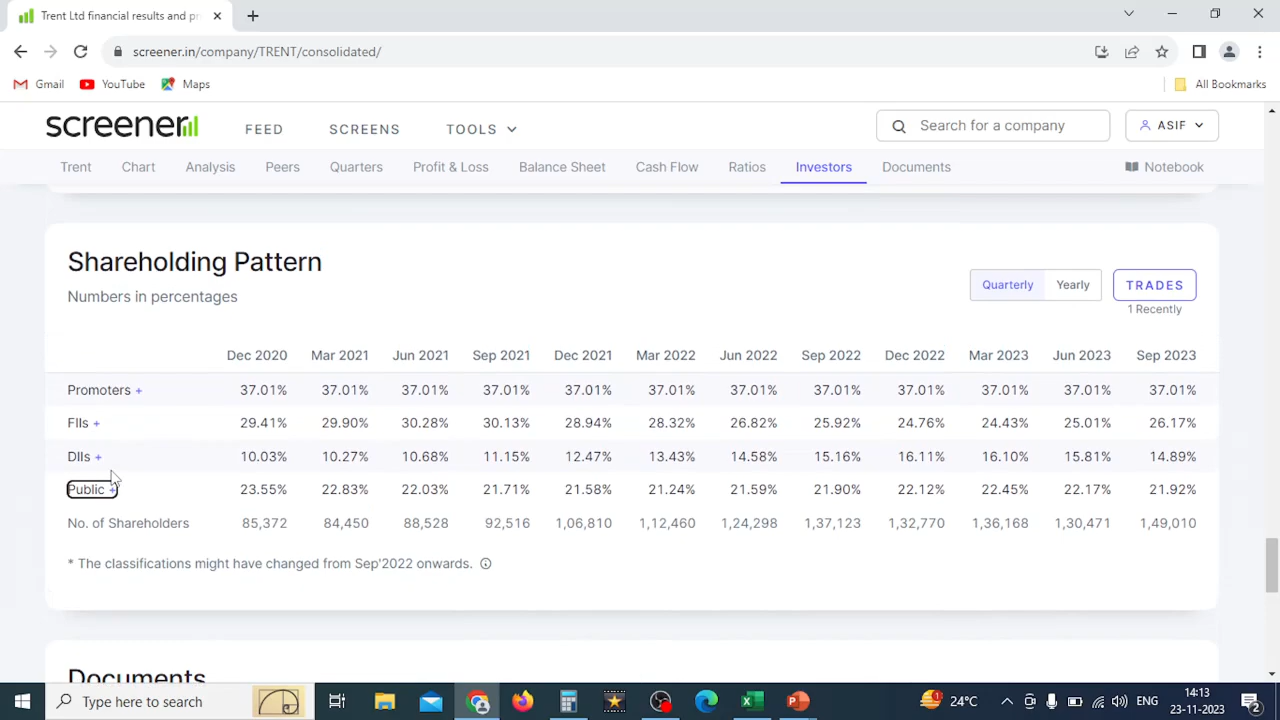 Trent Ltd financial results and pr
screener.in/company/TRENT/consolidated/
Gmail YouTube Maps All Bookmarks
screener FEED SCREENS TOOLS Search for a company ASIF
Trent Chart Analysis Peers Quarters Profit & Loss Balance Sheet Cash Flow Ratios Investors Documents Notebook
Shareholding Pattern
Numbers in percentages
Quarterly Yearly TRADES
1 Recently
Dec 2020 Mar 2021 Jun 2021 Sep 2021 Dec 2021 Mar 2022 Jun 2022 Sep 2022 Dec 2022 Mar 2023 Jun 2023 Sep 2023
Promoters + 37.01% 37.01% 37.01% 37.01% 37.01% 37.01% 37.01% 37.01% 37.01% 37.01% 37.01% 37.01%
FIIs + 29.41% 29.90% 30.28% 30.13% 28.94% 28.32% 26.82% 25.92% 24.76% 24.43% 25.01% 26.17%
DIIs + 10.03% 10.27% 10.68% 11.15% 12.47% 13.43% 14.58% 15.16% 16.11% 16.10% 15.81% 14.89%
Public + 23.55% 22.83% 22.03% 21.71% 21.58% 21.24% 21.59% 21.90% 22.12% 22.45% 22.17% 21.92%
No. of Shareholders 85,372 84,450 88,528 92,516 1,06,810 1,12,460 1,24,298 1,37,123 1,32,770 1,36,168 1,30,471 1,49,010
* The classifications might have changed from Sep'2022 onwards.
Documents
Type here to search 24°C ENG 14:13
23-11-2023